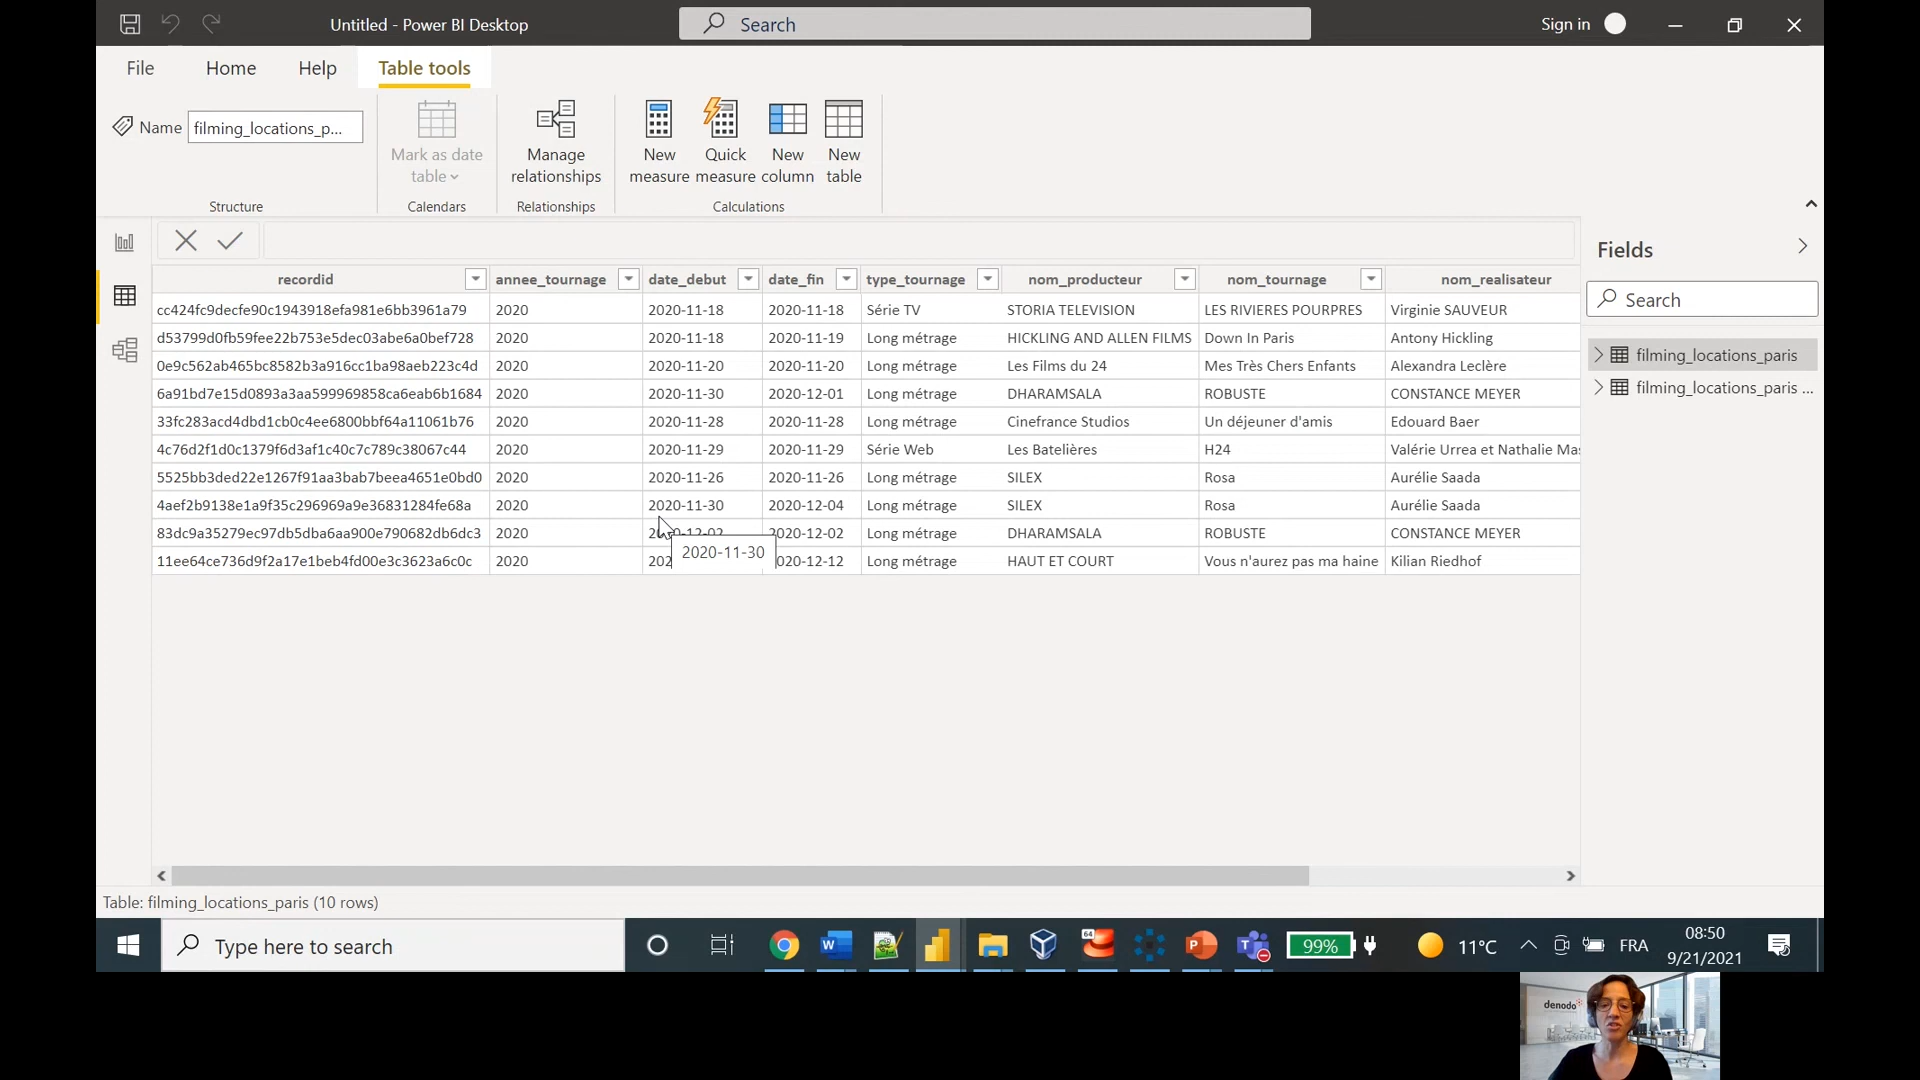 Untitled - Power BI Desktop
Search
Sign in
File Home Help Table tools
Name filming_locations_p...
Mark as date table
Manage relationships
New measure
Quick measure
New column
New table
Structure Calendars Relationships Calculations
Fields
Search
filming_locations_paris
filming_locations_paris ...
recordid annee_tournage date_debut date_fin type_tournage nom_producteur nom_tournage nom_realisateur
cc424fc9decfe90c1943918efa981e6bb3961a79 2020 2020-11-18 2020-11-18 Série TV STORIA TELEVISION LES RIVIERES POURPRES Virginie SAUVEUR
d53799d0fb59fee22b753e5dec03abe6a0bef728 2020 2020-11-18 2020-11-19 Long métrage HICKLING AND ALLEN FILMS Down In Paris Antony Hickling
0e9c562ab465bc8582b3a916cc1ba98aeb223c4d 2020 2020-11-20 2020-11-20 Long métrage Les Films du 24 Mes Très Chers Enfants Alexandra Leclère
6a91bd7e15d0893a3aa599969858ca6eab6b1684 2020 2020-11-30 2020-12-01 Long métrage DHARAMSALA ROBUSTE CONSTANCE MEYER
33fc283acd4dbd1cb0c4ee6800bbf64a11061b76 2020 2020-11-28 2020-11-28 Long métrage Cinefrance Studios Un déjeuner d'amis Edouard Baer
4c76d2f1d0c1379f6d3af1c40c7c789c38067c44 2020 2020-11-29 2020-11-29 Série Web Les Batelières H24 Valérie Urrea et Nathalie Mas
5525bb3ded22e1267f91aa3bab7beea4651e0bd0 2020 2020-11-26 2020-11-26 Long métrage SILEX Rosa Aurélie Saada
4aef2b9138e1a9f35c296969a9e36831284fe68a 2020 2020-11-30 2020-12-04 Long métrage SILEX Rosa Aurélie Saada
83dc9a35279ec97db5dba6aa900e790682db6dc3 2020 2020-12-02 2020-12-02 Long métrage DHARAMSALA ROBUSTE CONSTANCE MEYER
2020-11-30
11ee64ce736d9f2a17e1beb4fd00e3c3623a6c0c 2020 202 020-12-12 Long métrage HAUT ET COURT Vous n'aurez pas ma haine Kilian Riedhof
Table: filming_locations_paris (10 rows)
Type here to search
W
64
P
T
99%
11°C
FRA
08:50
9/21/2021
denodo